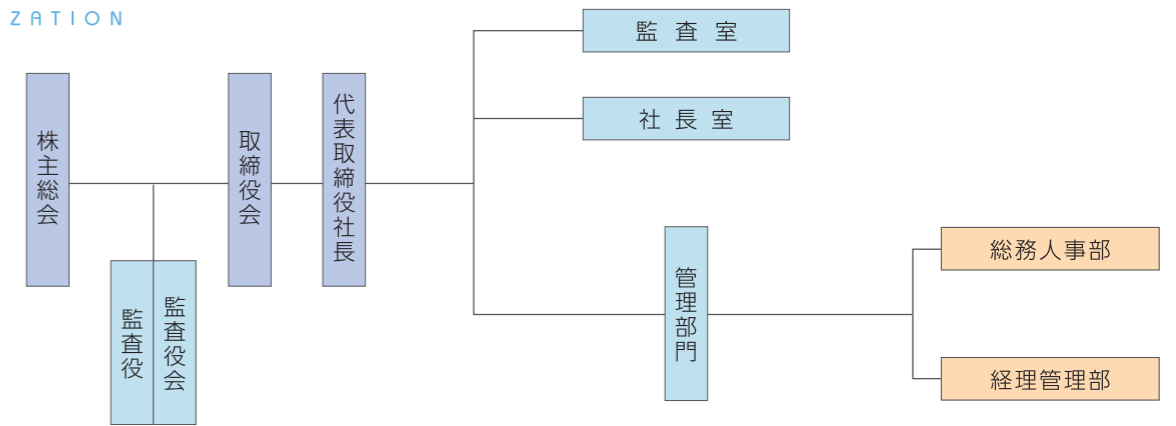 ZATION
株主総会
監査役
監査役会
取締役会
代表取締役社長
監査室
社長室
管理部門
総務人事部
経理管理部